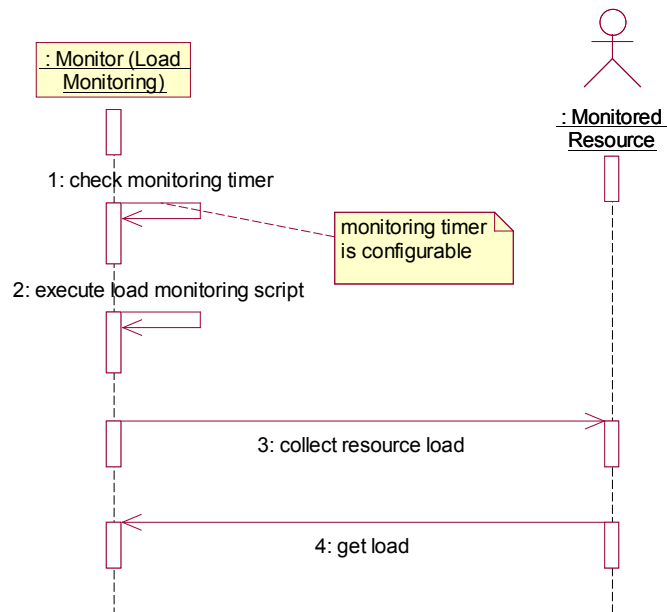 : Monitor (Load
Monitoring)
: Monitored
Resource
1: check monitoring timer
monitoring timer
is configurable
2: execute load monitoring script
3: collect resource load
4: get load